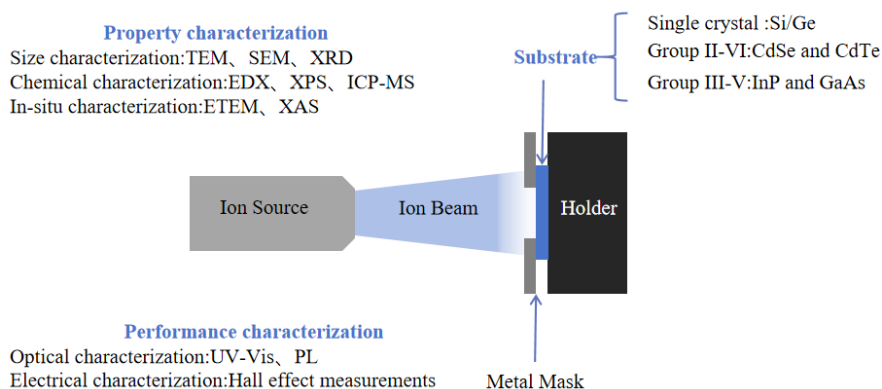 Property characterization
Size characterization:TEM、SEM、XRD
Chemical characterization:EDX、XPS、ICP-MS
In-situ characterization:ETEM、XAS
Substrate
Single crystal :Si/Ge
Group II-VI:CdSe and CdTe
Group III-V:InP and GaAs
Ion Source
Ion Beam
Holder
Performance characterization
Optical characterization:UV-Vis、PL
Electrical characterization:Hall effect measurements
Metal Mask